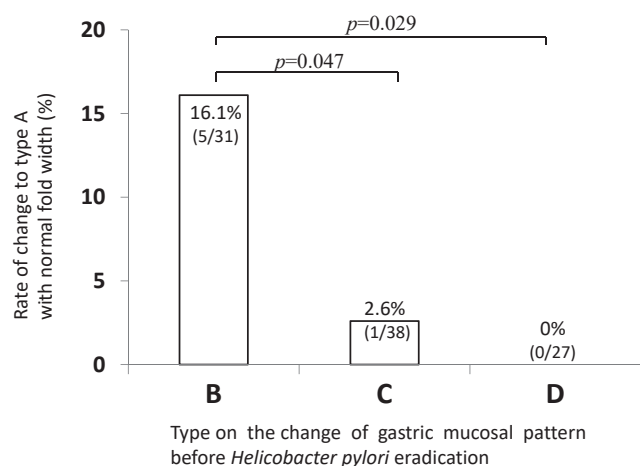 Rate of change to type A
with normal fold width (%)
20
15
10
5
0
p=0.029
p=0.047
16.1%
(5/31)
2.6%
(1/38)
0%
(0/27)
B
C
D
Type on the change of gastric mucosal pattern
before Helicobacter pylori eradication